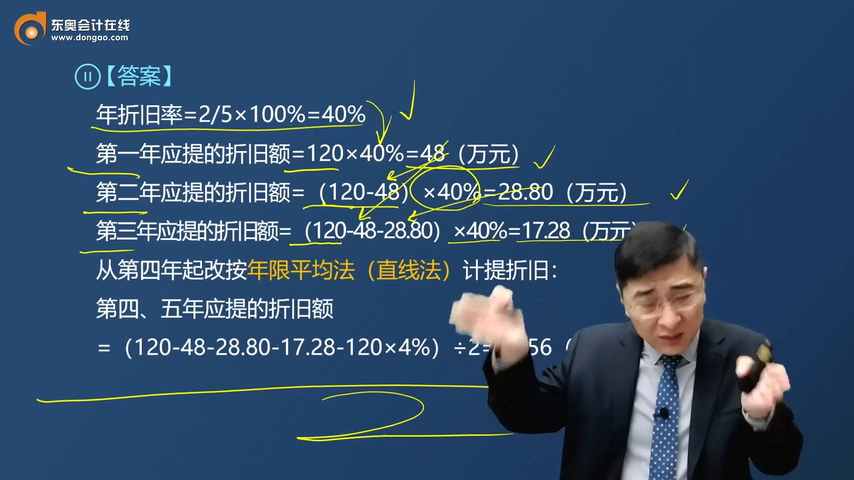 东奥会计在线
www.dongao.com
II【答案】
年折旧率=2/5×100%=40%
第一年应提的折旧额=120×40%=48（万元）
第二年应提的折旧额=（120-48）×40%=28.80（万元）
第三年应提的折旧额=（120-48-28.80）×40%=17.28（万元）
从第四年起改按年限平均法（直线法）计提折旧：
第四、五年应提的折旧额
=（120-48-28.80-17.28-120×4%）÷2= 56（